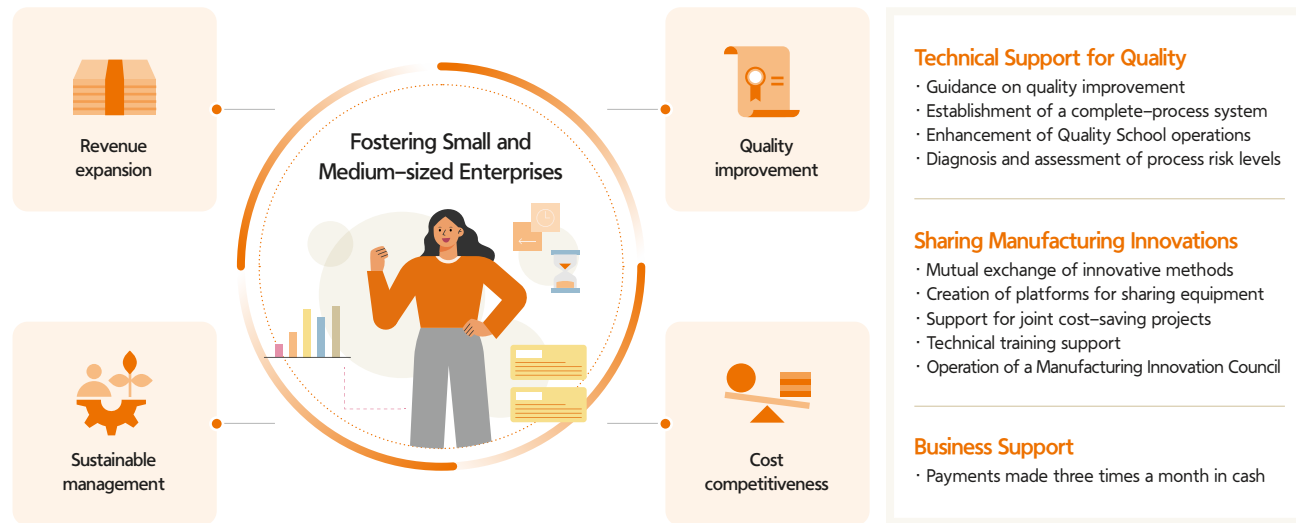 Revenue
expansion
Fostering Small and
Medium-sized Enterprises
Quality
improvement
Sustainable
management
Cost
competitiveness
Technical Support for Quality
· Guidance on quality improvement
· Establishment of a complete-process system
· Enhancement of Quality School operations
· Diagnosis and assessment of process risk levels
Sharing Manufacturing Innovations
· Mutual exchange of innovative methods
· Creation of platforms for sharing equipment
· Support for joint cost-saving projects
· Technical training support
· Operation of a Manufacturing Innovation Council
Business Support
· Payments made three times a month in cash